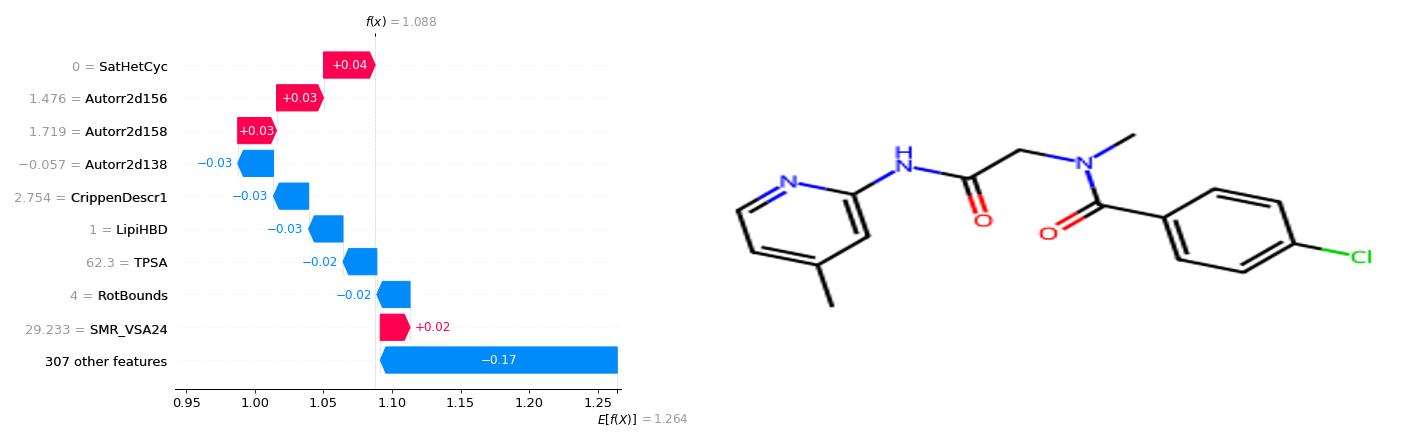 f(x) = 1.088
0 = SatHetCyc +0.04
1.476 = Autorr2d156 +0.03
1.719 = Autorr2d158 +0.03
−0.057 = Autorr2d138 −0.03
2.754 = CrippenDescr1 −0.03
1 = LipiHBD −0.03
62.3 = TPSA −0.02
4 = RotBounds −0.02
29.233 = SMR_VSA24 +0.02
307 other features −0.17
0.95 1.00 1.05 1.10 1.15 1.20 1.25
E[f(X)] = 1.264
H
N
N
N
O
O
Cl